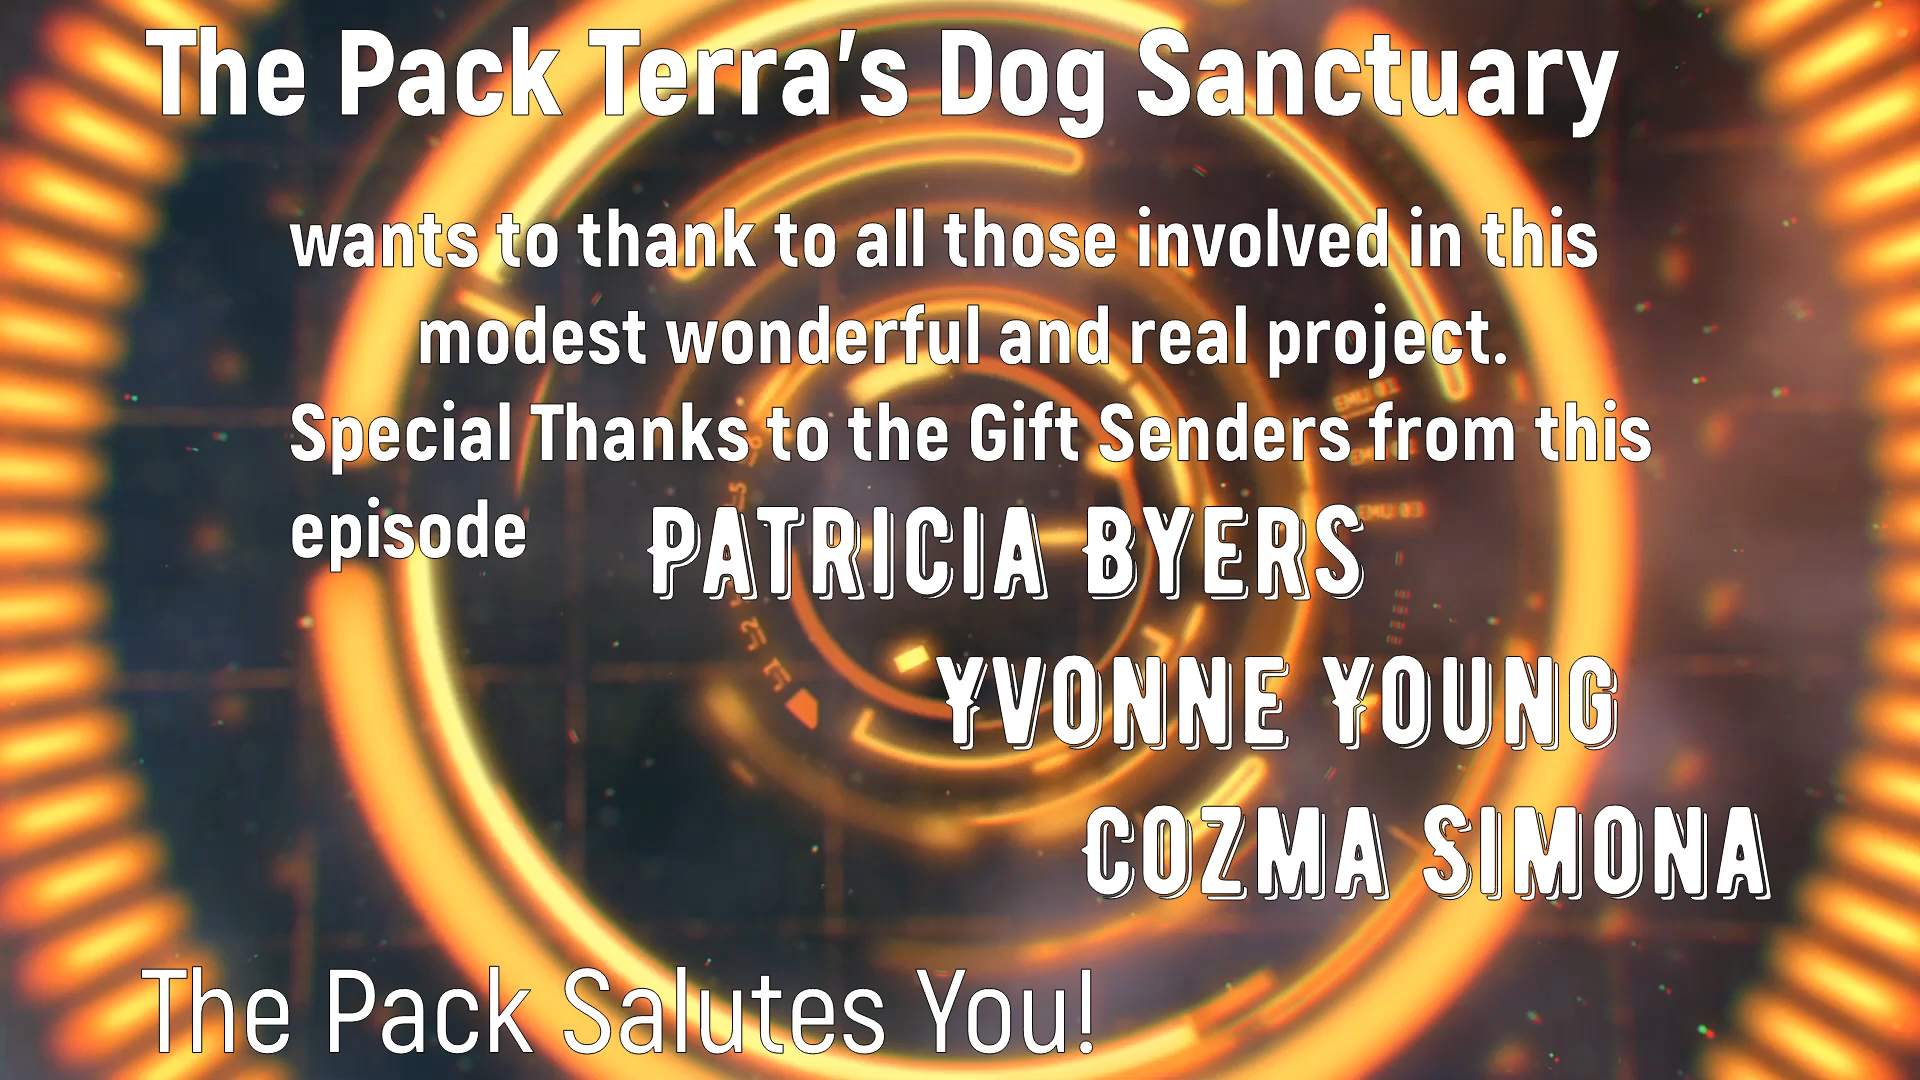 The Pack Terra's Dog Sanctuary
wants to thank to all those involved in this
modest wonderful and real project.
Special Thanks to the Gift Senders from this
episode
PATRICIA BYERS
YVONNE YOUNG
COZMA SIMONA
The Pack Salutes You!